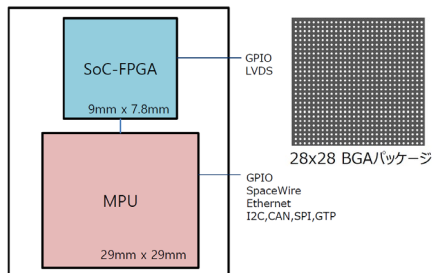 SoC-FPGA
9mm x 7.8mm
GPIO
LVDS
28x28 BGAパッケージ
MPU
29mm x 29mm
GPIO
SpaceWire
Ethernet
I2C,CAN,SPI,GTP